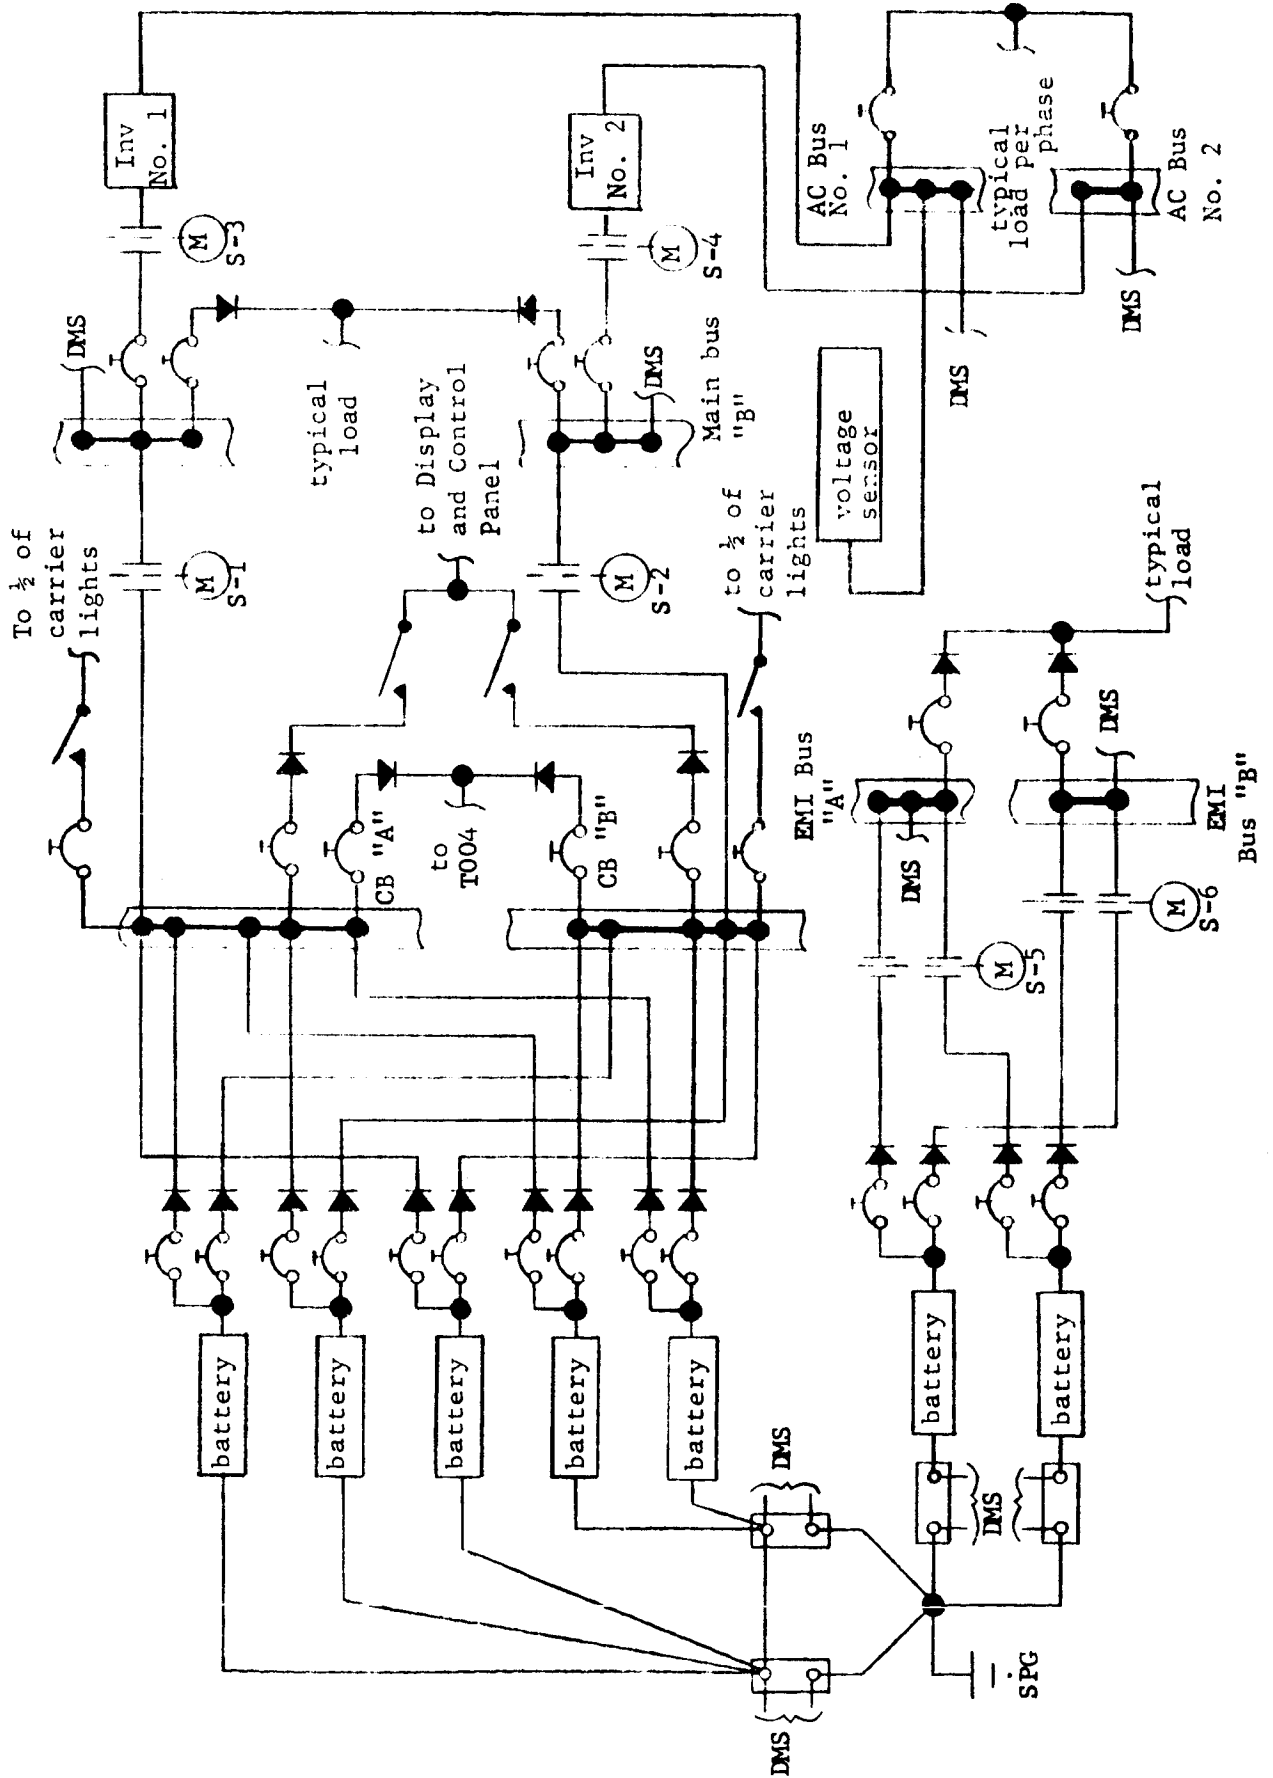 Inv
No. 1
M
S-3
DMS
To ½ of
carrier
lights
M
S-1
typical
load
to Display
and Control
Panel
Inv
No. 2
M
S-4
DMS
Main bus
"B"
M
S-2
to ½ of
carrier
lights
CB "A"
to
T004
CB "B"
AC Bus
No. 1
typical
load per
phase
AC Bus
No. 2
DMS
DMS
voltage
sensor
typical
load
EMI Bus
"A"
DMS
DMS
EMI
Bus "B"
M
S-5
M
S-6
battery
battery
battery
battery
battery
battery
battery
DMS
DMS
DMS
SPG